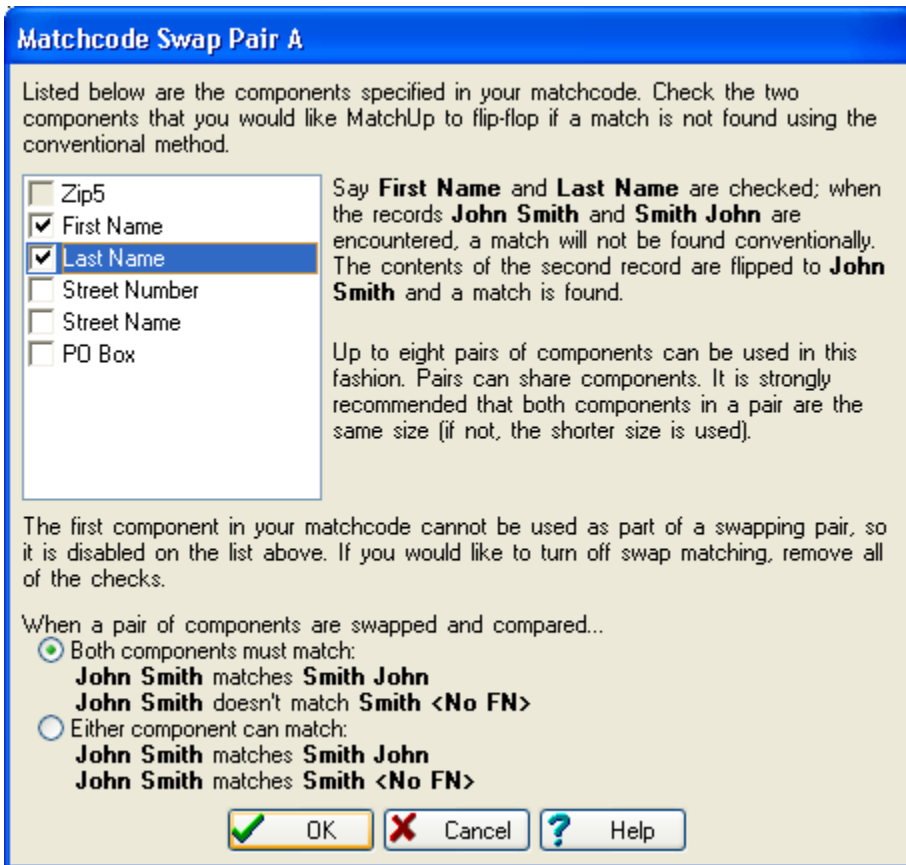 Matchcode Swap Pair A
Listed below are the components specified in your matchcode. Check the two
components that you would like MatchUp to flip-flop if a match is not found using the
conventional method.
Zip5
First Name
Last Name
Street Number
Street Name
PO Box
Say First Name and Last Name are checked; when
the records John Smith and Smith John are
encountered, a match will not be found conventionally.
The contents of the second record are flipped to John
Smith and a match is found.
Up to eight pairs of components can be used in this
fashion. Pairs can share components. It is strongly
recommended that both components in a pair are the
same size (if not, the shorter size is used).
The first component in your matchcode cannot be used as part of a swapping pair, so
it is disabled on the list above. If you would like to turn off swap matching, remove all
of the checks.
When a pair of components are swapped and compared...
Both components must match:
John Smith matches Smith John
John Smith doesn't match Smith <No FN>
Either component can match:
John Smith matches Smith John
John Smith matches Smith <No FN>
OK
Cancel
Help